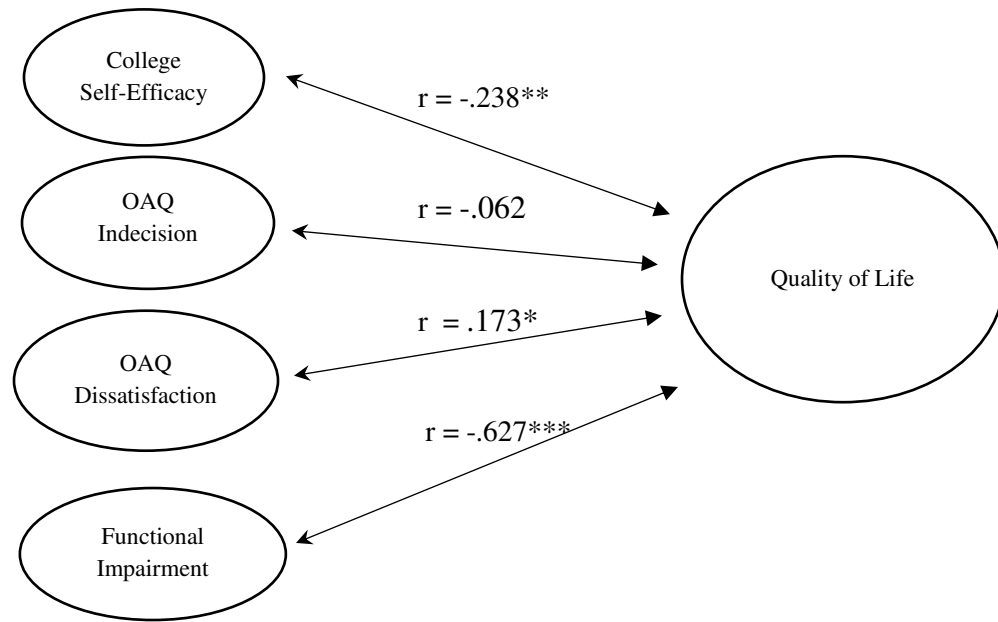 College
Self-Efficacy
r = -.238**
OAQ
Indecision
r = -.062
Quality of Life
r = .173*
OAQ
Dissatisfaction
r = -.627***
Functional
Impairment